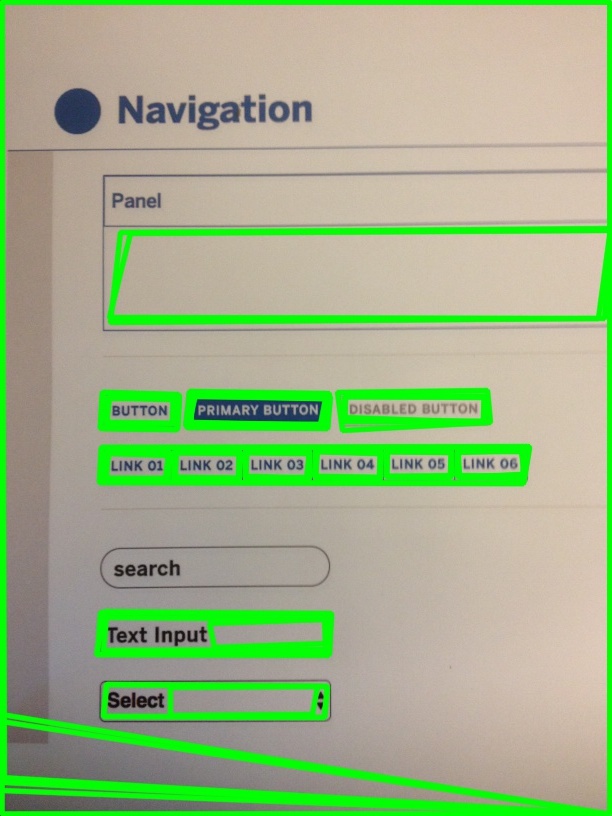 Navigation
Panel
BUTTON PRIMARY BUTTON DISABLED BUTTON
LINK 01 LINK 02 LINK 03 LINK 04 LINK 05 LINK 06
search
Text Input
Select